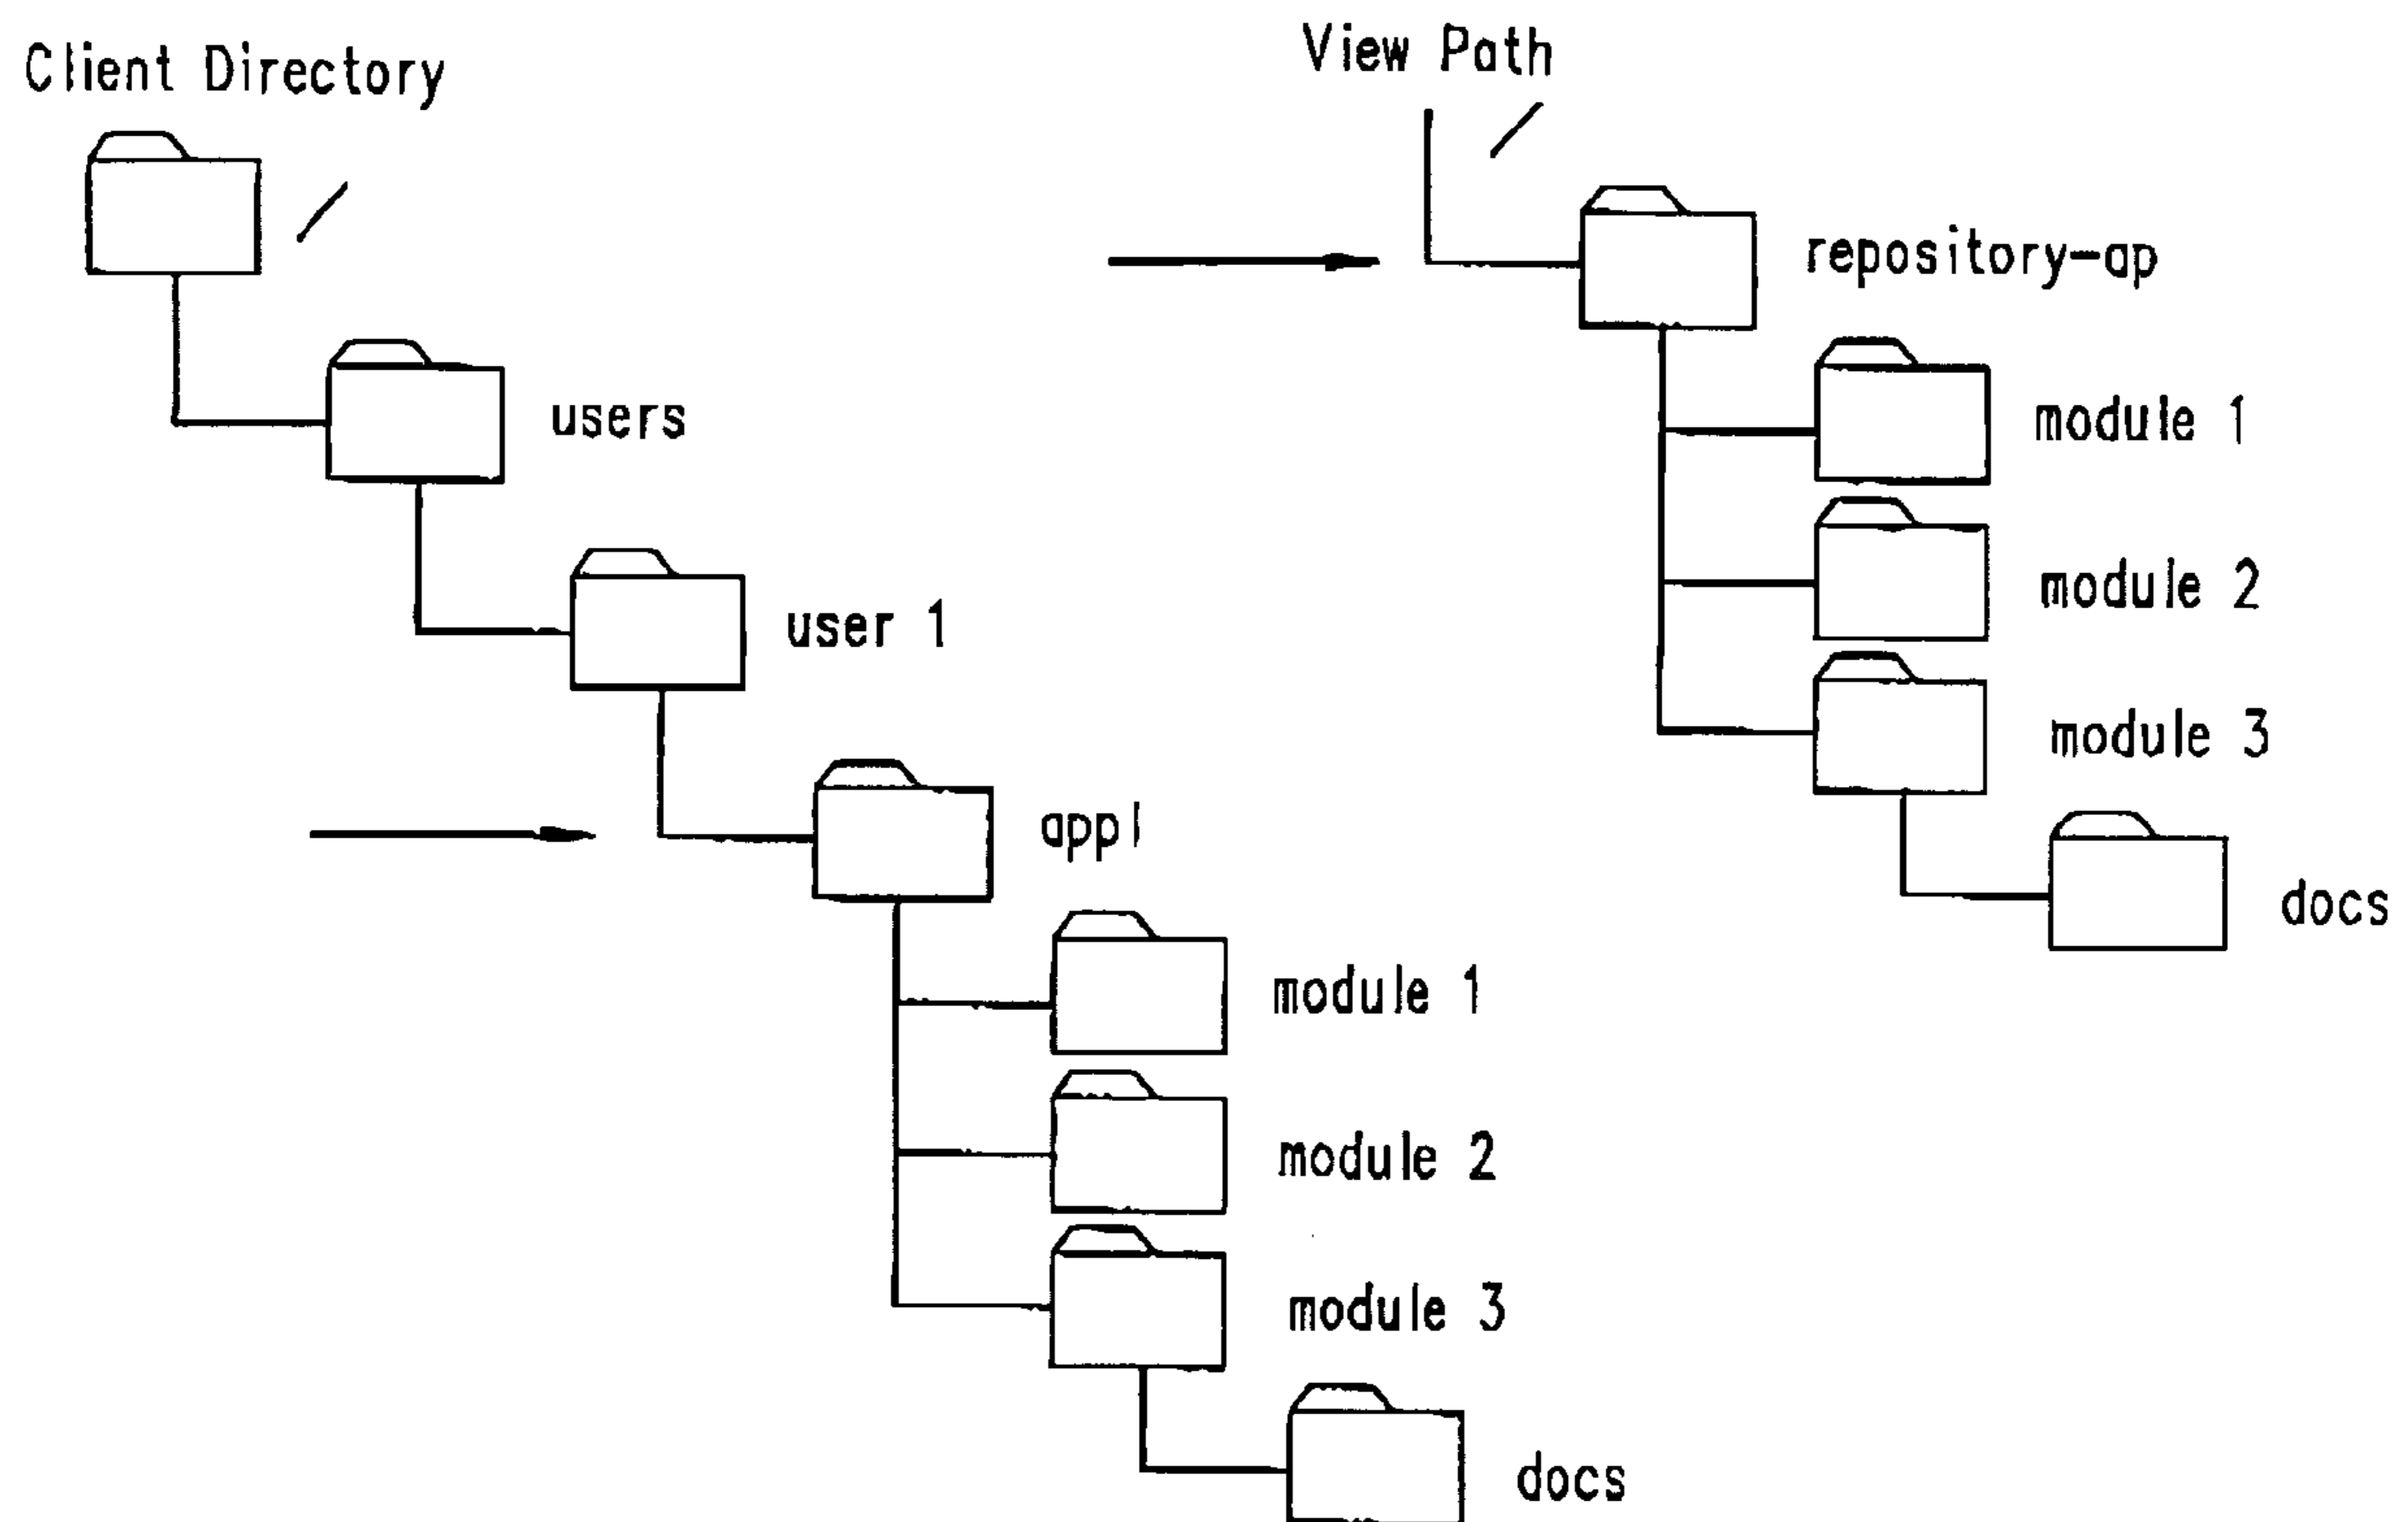 Client Directory
/
users
user 1
appl
module 1
module 2
module 3
docs
View Path
/
repository-ap
module 1
module 2
module 3
docs